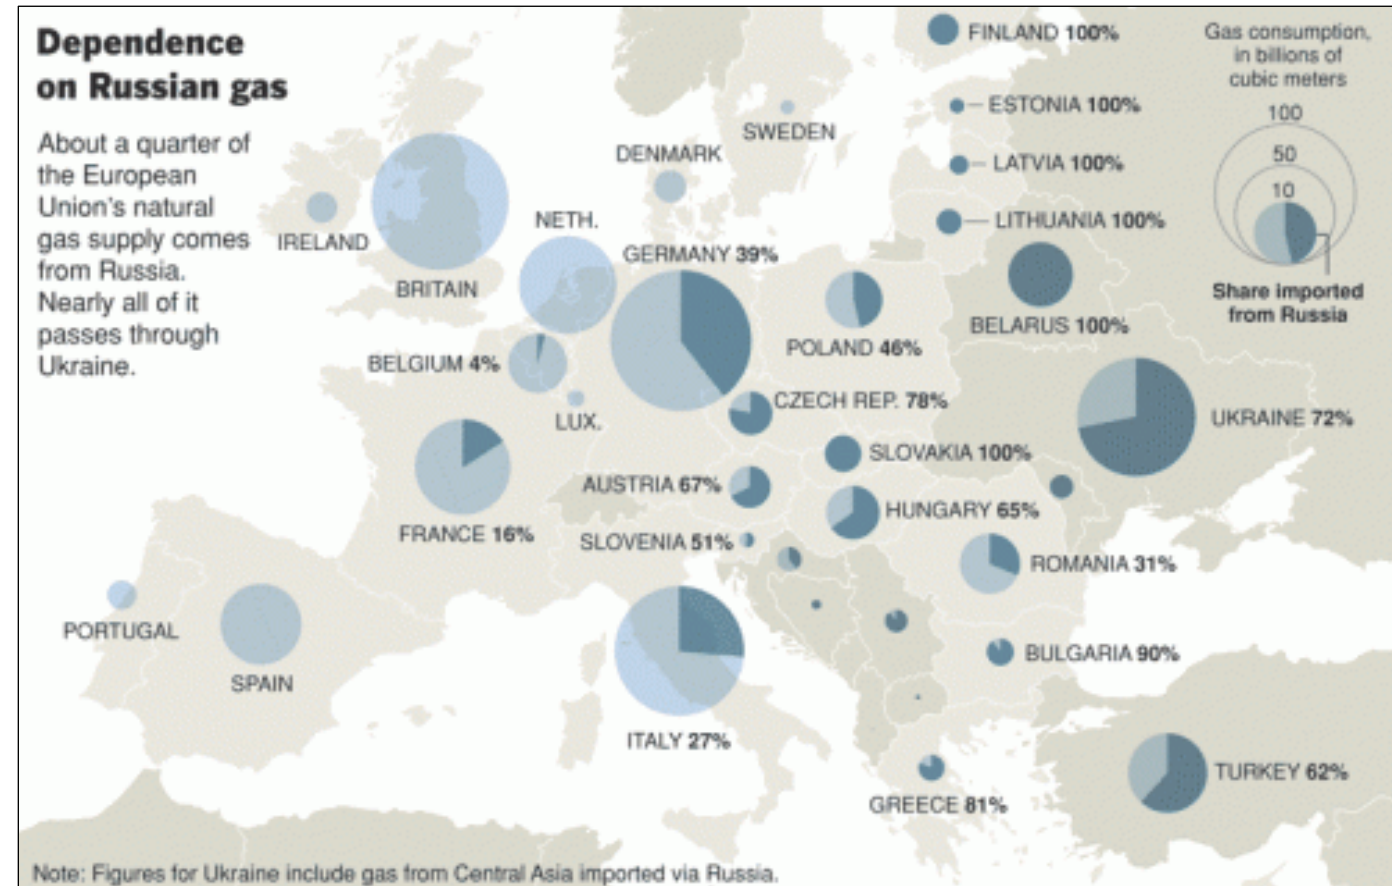 Dependence
on Russian gas
About a quarter of
the European
Union's natural
gas supply comes
from Russia.
Nearly all of it
passes through
Ukraine.
FINLAND 100%
ESTONIA 100%
LATVIA 100%
LITHUANIA 100%
BELARUS 100%
SWEDEN
DENMARK
IRELAND
BRITAIN
NETH.
GERMANY 39%
POLAND 46%
BELGIUM 4%
LUX.
CZECH REP. 78%
UKRAINE 72%
SLOVAKIA 100%
AUSTRIA 67%
HUNGARY 65%
FRANCE 16%
SLOVENIA 51%
ROMANIA 31%
PORTUGAL
SPAIN
BULGARIA 90%
ITALY 27%
GREECE 81%
TURKEY 62%
Gas consumption,
in billions of
cubic meters
100
50
10
Share imported
from Russia
Note: Figures for Ukraine include gas from Central Asia imported via Russia.